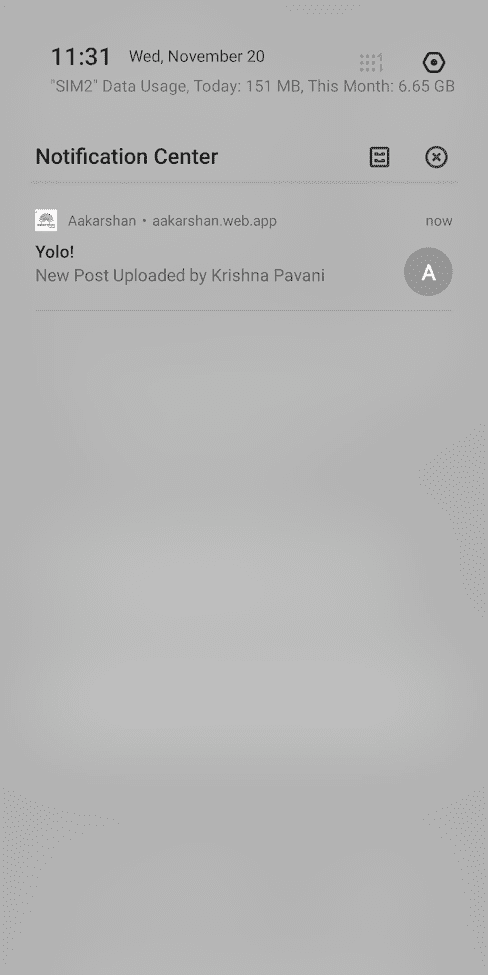 11:31 Wed, November 20
"SIM2" Data Usage, Today: 151 MB, This Month: 6.65 GB
Notification Center
Aakarshan • aakarshan.web.app now
Yolo!
New Post Uploaded by Krishna Pavani
A